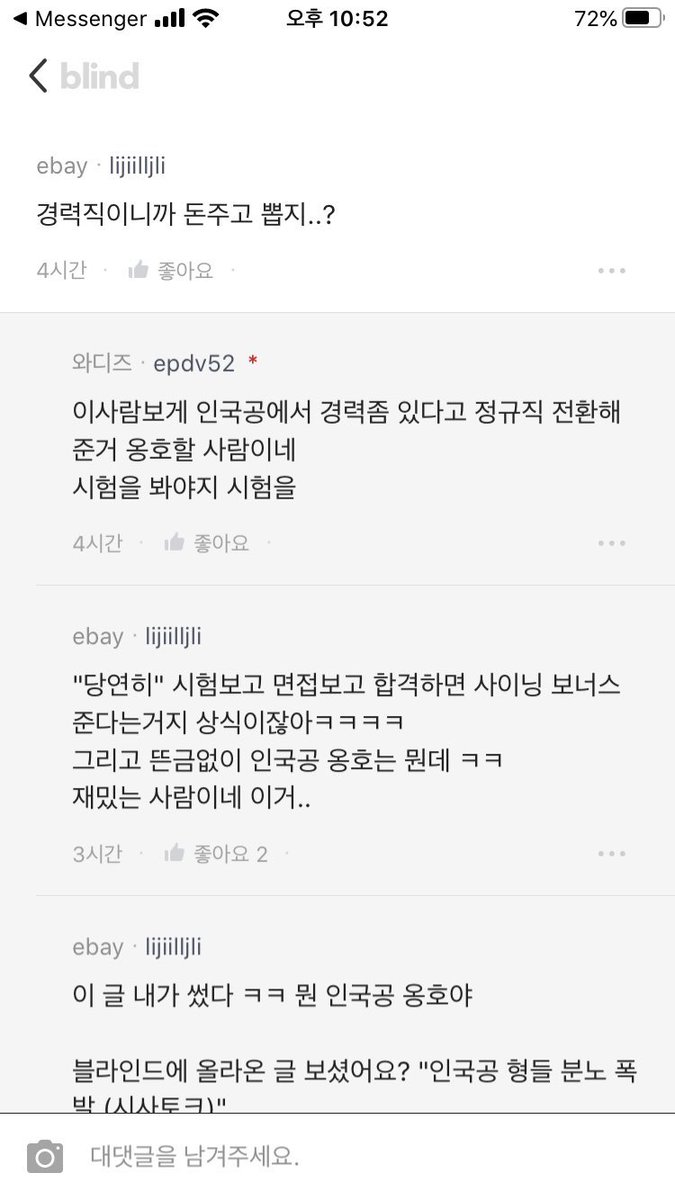 ◀ Messenger 오후 10:52 72%
blind
ebay · lijiilljli
경력직이니까 돈주고 뽑지..?
4시간 · 좋아요 ·
와디즈 · epdv52 *
이사람보게 인국공에서 경력좀 있다고 정규직 전환해
준거 옹호할 사람이네
시험을 봐야지 시험을
4시간 · 좋아요 ·
ebay · lijiilljli
"당연히" 시험보고 면접보고 합격하면 사이닝 보너스
준다는거지 상식이잖아ㅋㅋㅋㅋ
그리고 뜬금없이 인국공 옹호는 뭔데 ㅋㅋ
재밌는 사람이네 이거..
3시간 · 좋아요 2 ·
ebay · lijiilljli
이 글 내가 썼다 ㅋㅋ 뭔 인국공 옹호야
블라인드에 올라온 글 보셨어요? "인국공 형들 분노 폭
발 (시사토크)"
대댓글을 남겨주세요.